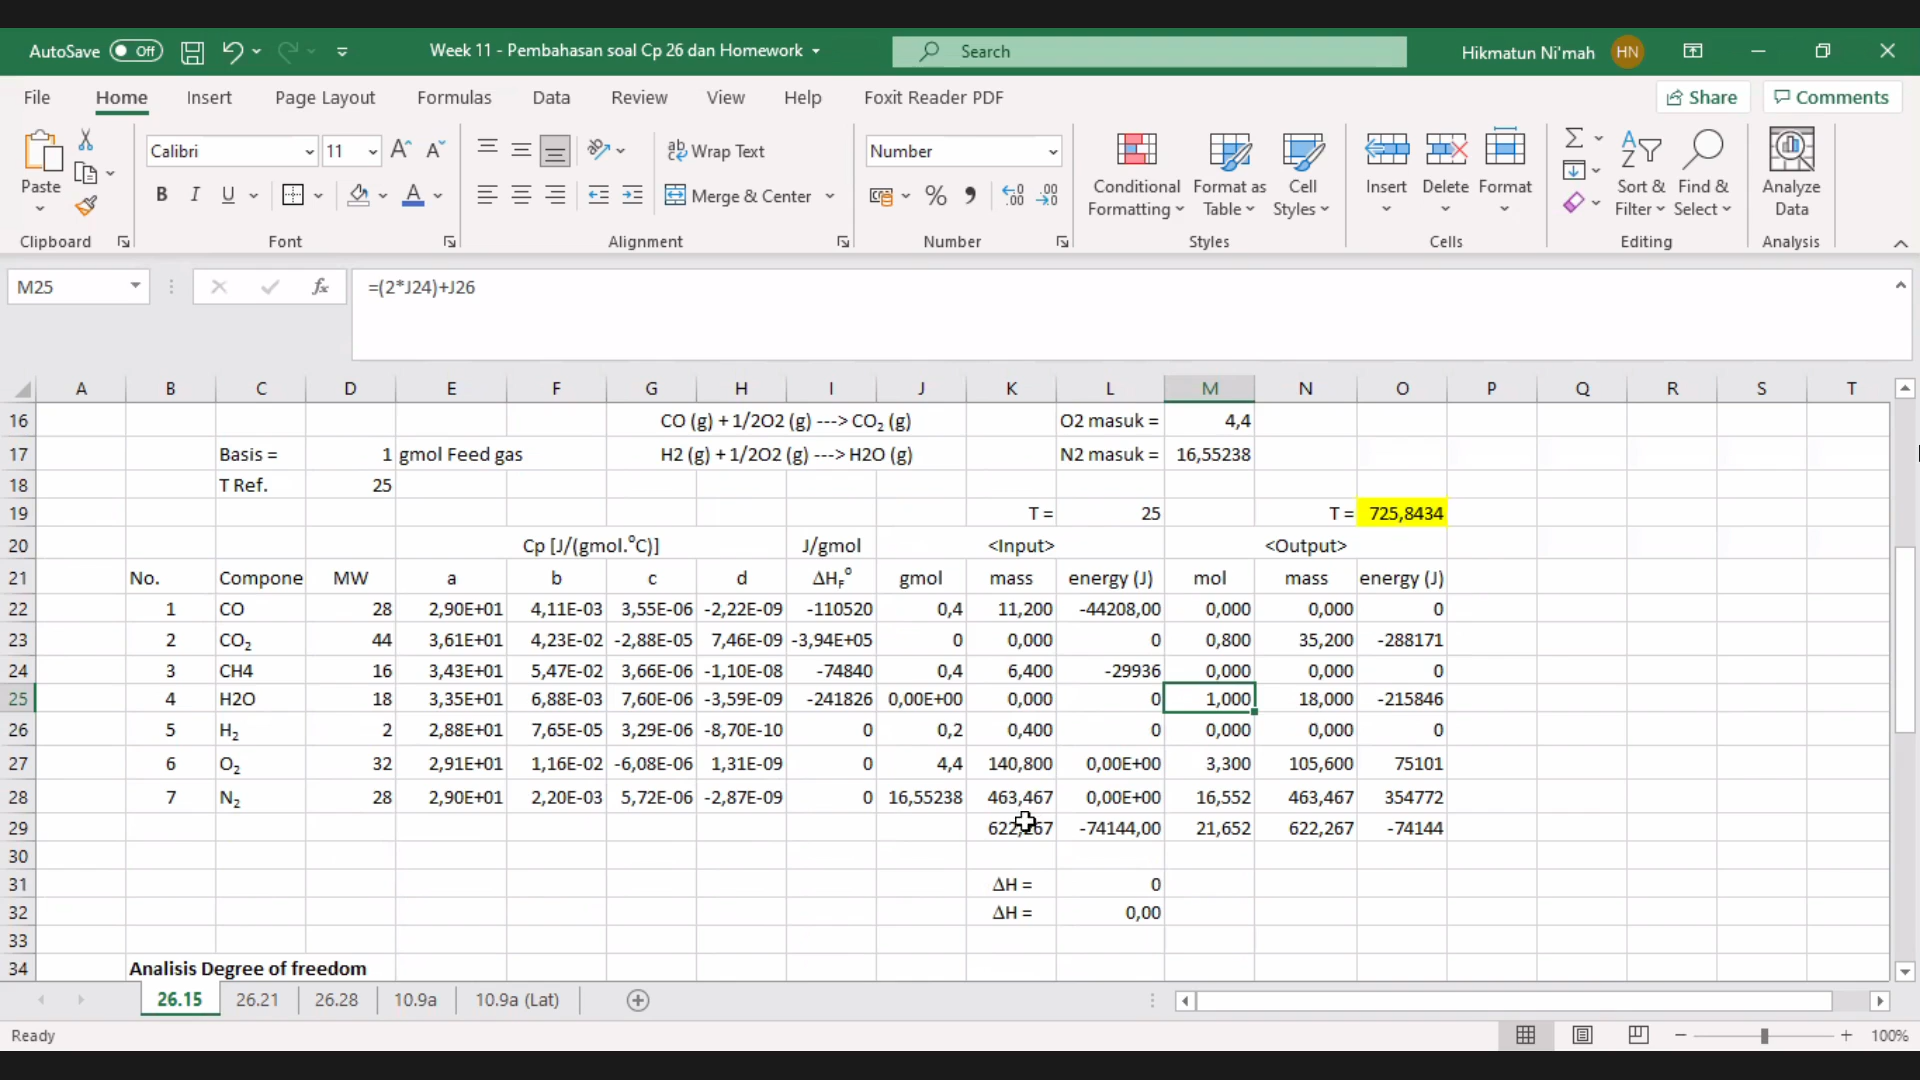 AutoSave Off Week 11 - Pembahasan soal Cp 26 dan Homework Search Hikmatun Ni'mah HN
File Home Insert Page Layout Formulas Data Review View Help Foxit Reader PDF Share Comments
Paste Calibri 11 Wrap Text Number Conditional Formatting Format as Table Cell Styles Insert Delete Format Sort & Filter Find & Select Analyze Data
B I U Merge & Center
Clipboard Font Alignment Number Styles Cells Editing Analysis
M25 fx =(2*J24)+J26
A B C D E F G H I J K L M N O P Q R S T
16 CO (g) + 1/2O2 (g) ---> CO₂ (g) O2 masuk = 4,4
17 Basis = 1 gmol Feed gas H2 (g) + 1/2O2 (g) ---> H2O (g) N2 masuk = 16,55238
18 T Ref. 25
19 T = 25 T = 725,8434
20 Cp [J/(gmol.⁰C)] J/gmol <Input> <Output>
21 No. Compone MW a b c d ΔH_F° gmol mass energy (J) mol mass energy (J)
22 1 CO 28 2,90E+01 4,11E-03 3,55E-06 -2,22E-09 -110520 0,4 11,200 -44208,00 0,000 0,000 0
23 2 CO₂ 44 3,61E+01 4,23E-02 -2,88E-05 7,46E-09 -3,94E+05 0 0,000 0 0,800 35,200 -288171
24 3 CH4 16 3,43E+01 5,47E-02 3,66E-06 -1,10E-08 -74840 0,4 6,400 -29936 0,000 0,000 0
25 4 H2O 18 3,35E+01 6,88E-03 7,60E-06 -3,59E-09 -241826 0,00E+00 0,000 0 1,000 18,000 -215846
26 5 H₂ 2 2,88E+01 7,65E-05 3,29E-06 -8,70E-10 0 0,2 0,400 0 0,000 0,000 0
27 6 O₂ 32 2,91E+01 1,16E-02 -6,08E-06 1,31E-09 0 4,4 140,800 0,00E+00 3,300 105,600 75101
28 7 N₂ 28 2,90E+01 2,20E-03 5,72E-06 -2,87E-09 0 16,55238 463,467 0,00E+00 16,552 463,467 354772
29 622,267 -74144,00 21,652 622,267 -74144
30
31 ΔH = 0
32 ΔH = 0,00
33
34 Analisis Degree of freedom
26.15 26.21 26.28 10.9a 10.9a (Lat)
Ready 100%